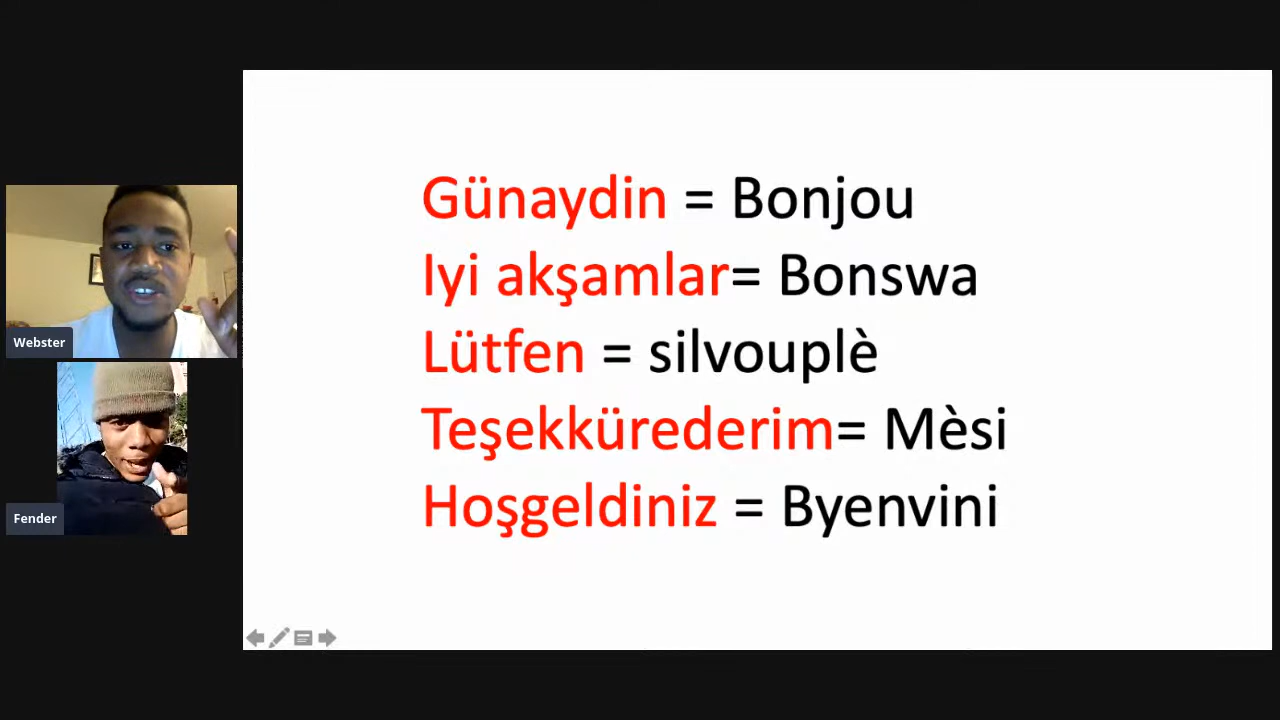 Günaydin = Bonjou
Iyi akşamlar= Bonswa
Lütfen = silvouplè
Teşekkürederim= Mèsi
Hoşgeldiniz = Byenvini
Webster
Fender